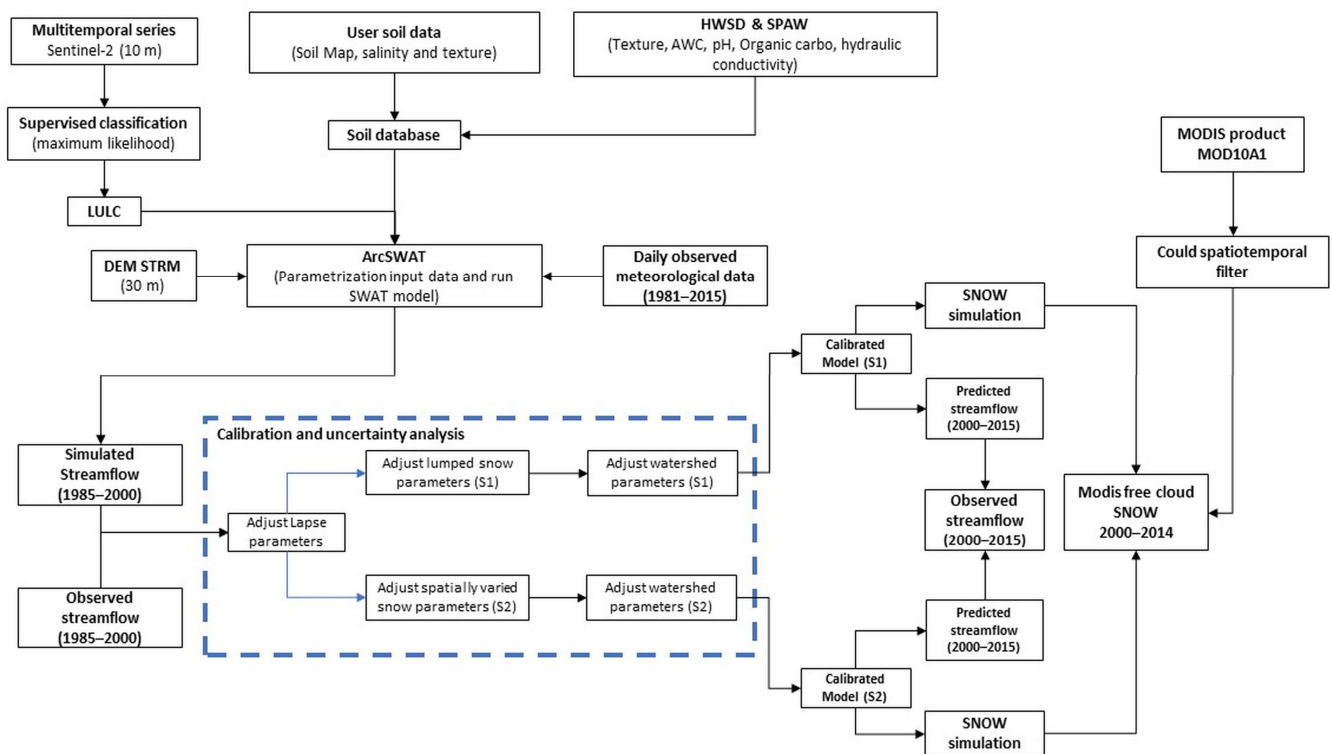 Multitemporal series
Sentinel-2 (10 m)
User soil data
(Soil Map, salinity and texture)
HWSD & SPAW
(Texture, AWC, pH, Organic carbo, hydraulic
conductivity)
Supervised classification
(maximum likelihood)
Soil database
MODIS product
MOD10A1
LULC
DEM STRM
(30 m)
ArcSWAT
(Parametrization input data and run
SWAT model)
Daily observed
meteorological data
(1981–2015)
Could spatiotemporal
filter
SNOW
simulation
Calibrated
Model (S1)
Predicted
streamflow
(2000–2015)
Calibration and uncertainty analysis
Simulated
Streamflow
(1985–2000)
Adjust lumped snow
parameters (S1)
Adjust watershed
parameters (S1)
Adjust Lapse
parameters
Observed
streamflow
(2000–2015)
Modis free cloud
SNOW
2000–2014
Observed
streamflow
(1985–2000)
Adjust spatially varied
snow parameters (S2)
Adjust watershed
parameters (S2)
Predicted
streamflow
(2000–2015)
Calibrated
Model (S2)
SNOW
simulation